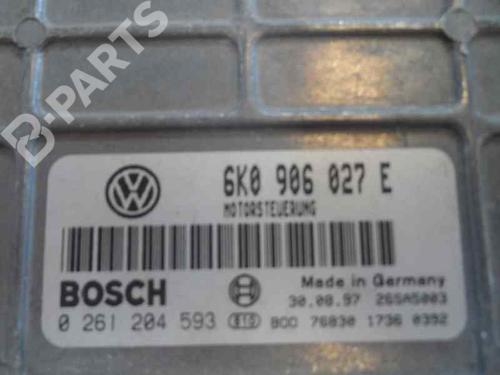 B-PARTS
6K0 906 027 E
MOTORSTEUERUNG
BOSCH
Made in Germany
30.08.97 26SA5003
0 261 204 593 BOO 76830 1736 0392